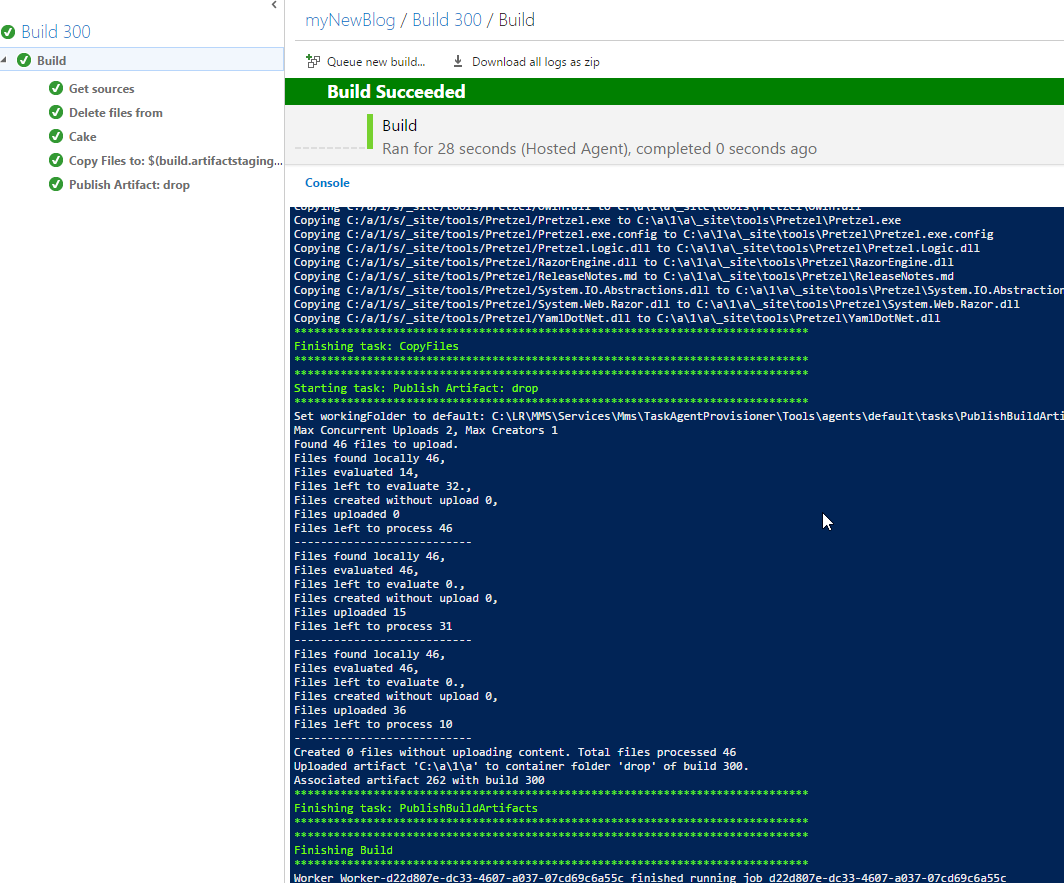 Build 300
Build
Get sources
Delete files from
Cake
Copy Files to: $(build.artifactstaging...
Publish Artifact: drop
myNewBlog / Build 300 / Build
Queue new build...
Download all logs as zip
Build Succeeded
Build
Ran for 28 seconds (Hosted Agent), completed 0 seconds ago
Console
Copying C:/a/1/s/_site/tools/Pretzel/Owin.dll to C:\a\1\a\_site\tools\Pretzel\Owin.dll
Copying C:/a/1/s/_site/tools/Pretzel/Pretzel.exe to C:\a\1\a\_site\tools\Pretzel\Pretzel.exe
Copying C:/a/1/s/_site/tools/Pretzel/Pretzel.exe.config to C:\a\1\a\_site\tools\Pretzel\Pretzel.exe.config
Copying C:/a/1/s/_site/tools/Pretzel/Pretzel.Logic.dll to C:\a\1\a\_site\tools\Pretzel\Pretzel.Logic.dll
Copying C:/a/1/s/_site/tools/Pretzel/RazorEngine.dll to C:\a\1\a\_site\tools\Pretzel\RazorEngine.dll
Copying C:/a/1/s/_site/tools/Pretzel/ReleaseNotes.md to C:\a\1\a\_site\tools\Pretzel\ReleaseNotes.md
Copying C:/a/1/s/_site/tools/Pretzel/System.IO.Abstractions.dll to C:\a\1\a\_site\tools\Pretzel\System.IO.Abstraction
Copying C:/a/1/s/_site/tools/Pretzel/System.Web.Razor.dll to C:\a\1\a\_site\tools\Pretzel\System.Web.Razor.dll
Copying C:/a/1/s/_site/tools/Pretzel/YamlDotNet.dll to C:\a\1\a\_site\tools\Pretzel\YamlDotNet.dll
******************************************************************************
Finishing task: CopyFiles
******************************************************************************
******************************************************************************
Starting task: Publish Artifact: drop
******************************************************************************
Set workingFolder to default: C:\LR\MMS\Services\Mms\TaskAgentProvisioner\Tools\agents\default\tasks\PublishBuildArti
Max Concurrent Uploads 2, Max Creators 1
Found 46 files to upload.
Files found locally 46,
Files evaluated 14,
Files left to evaluate 32.,
Files created without upload 0,
Files uploaded 0
Files left to process 46
---------------------------
Files found locally 46,
Files evaluated 46,
Files left to evaluate 0.,
Files created without upload 0,
Files uploaded 15
Files left to process 31
---------------------------
Files found locally 46,
Files evaluated 46,
Files left to evaluate 0.,
Files created without upload 0,
Files uploaded 36
Files left to process 10
---------------------------
Created 0 files without uploading content. Total files processed 46
Uploaded artifact 'C:\a\1\a' to container folder 'drop' of build 300.
Associated artifact 262 with build 300
******************************************************************************
Finishing task: PublishBuildArtifacts
******************************************************************************
******************************************************************************
Finishing Build
******************************************************************************
Worker Worker-d22d807e-dc33-4607-a037-07cd69c6a55c finished running job d22d807e-dc33-4607-a037-07cd69c6a55c